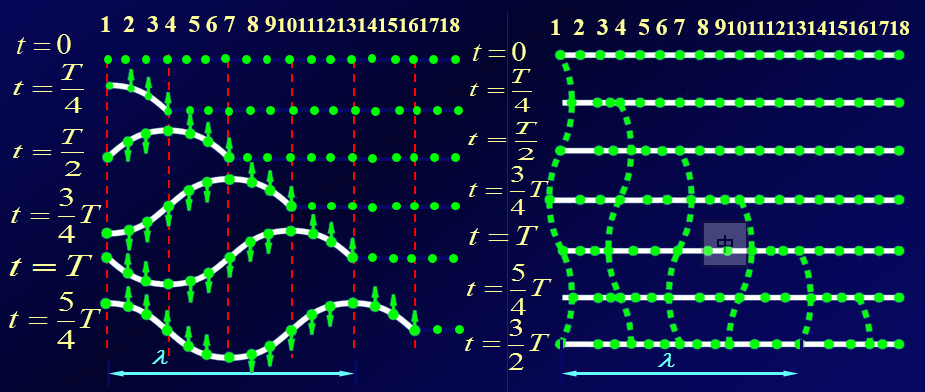 1 2 3 4 5 6 7 8 9 10 11 12 13 14 15 16 17 18
t = 0
t = T/4
t = T/2
t = 3/4 T
t = T
t = 5/4 T
λ
1 2 3 4 5 6 7 8 9 10 11 12 13 14 15 16 17 18
t = 0
t = T/4
t = T/2
t = 3/4 T
t = T
中
t = 5/4 T
t = 3/2 T
λ